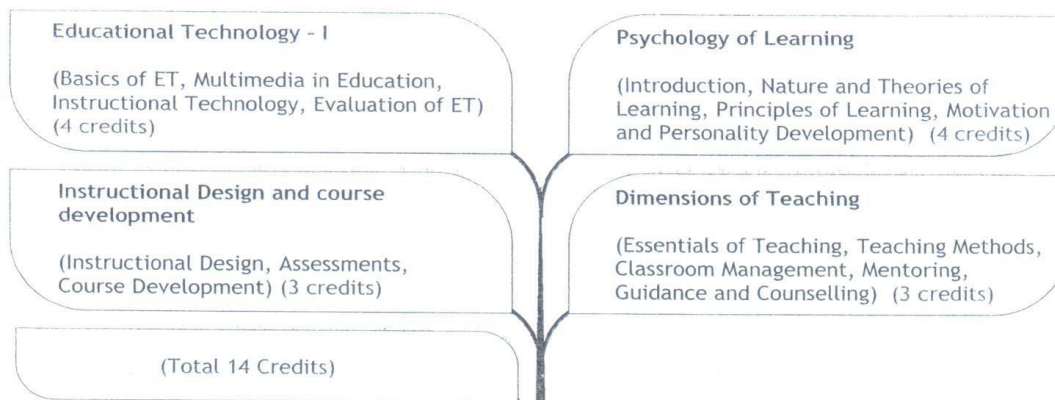 Educational Technology - I
(Basics of ET, Multimedia in Education,
Instructional Technology, Evaluation of ET)
(4 credits)
Psychology of Learning
(Introduction, Nature and Theories of
Learning, Principles of Learning, Motivation
and Personality Development) (4 credits)
Instructional Design and course
development
(Instructional Design, Assessments,
Course Development) (3 credits)
Dimensions of Teaching
(Essentials of Teaching, Teaching Methods,
Classroom Management, Mentoring,
Guidance and Counselling) (3 credits)
(Total 14 Credits)